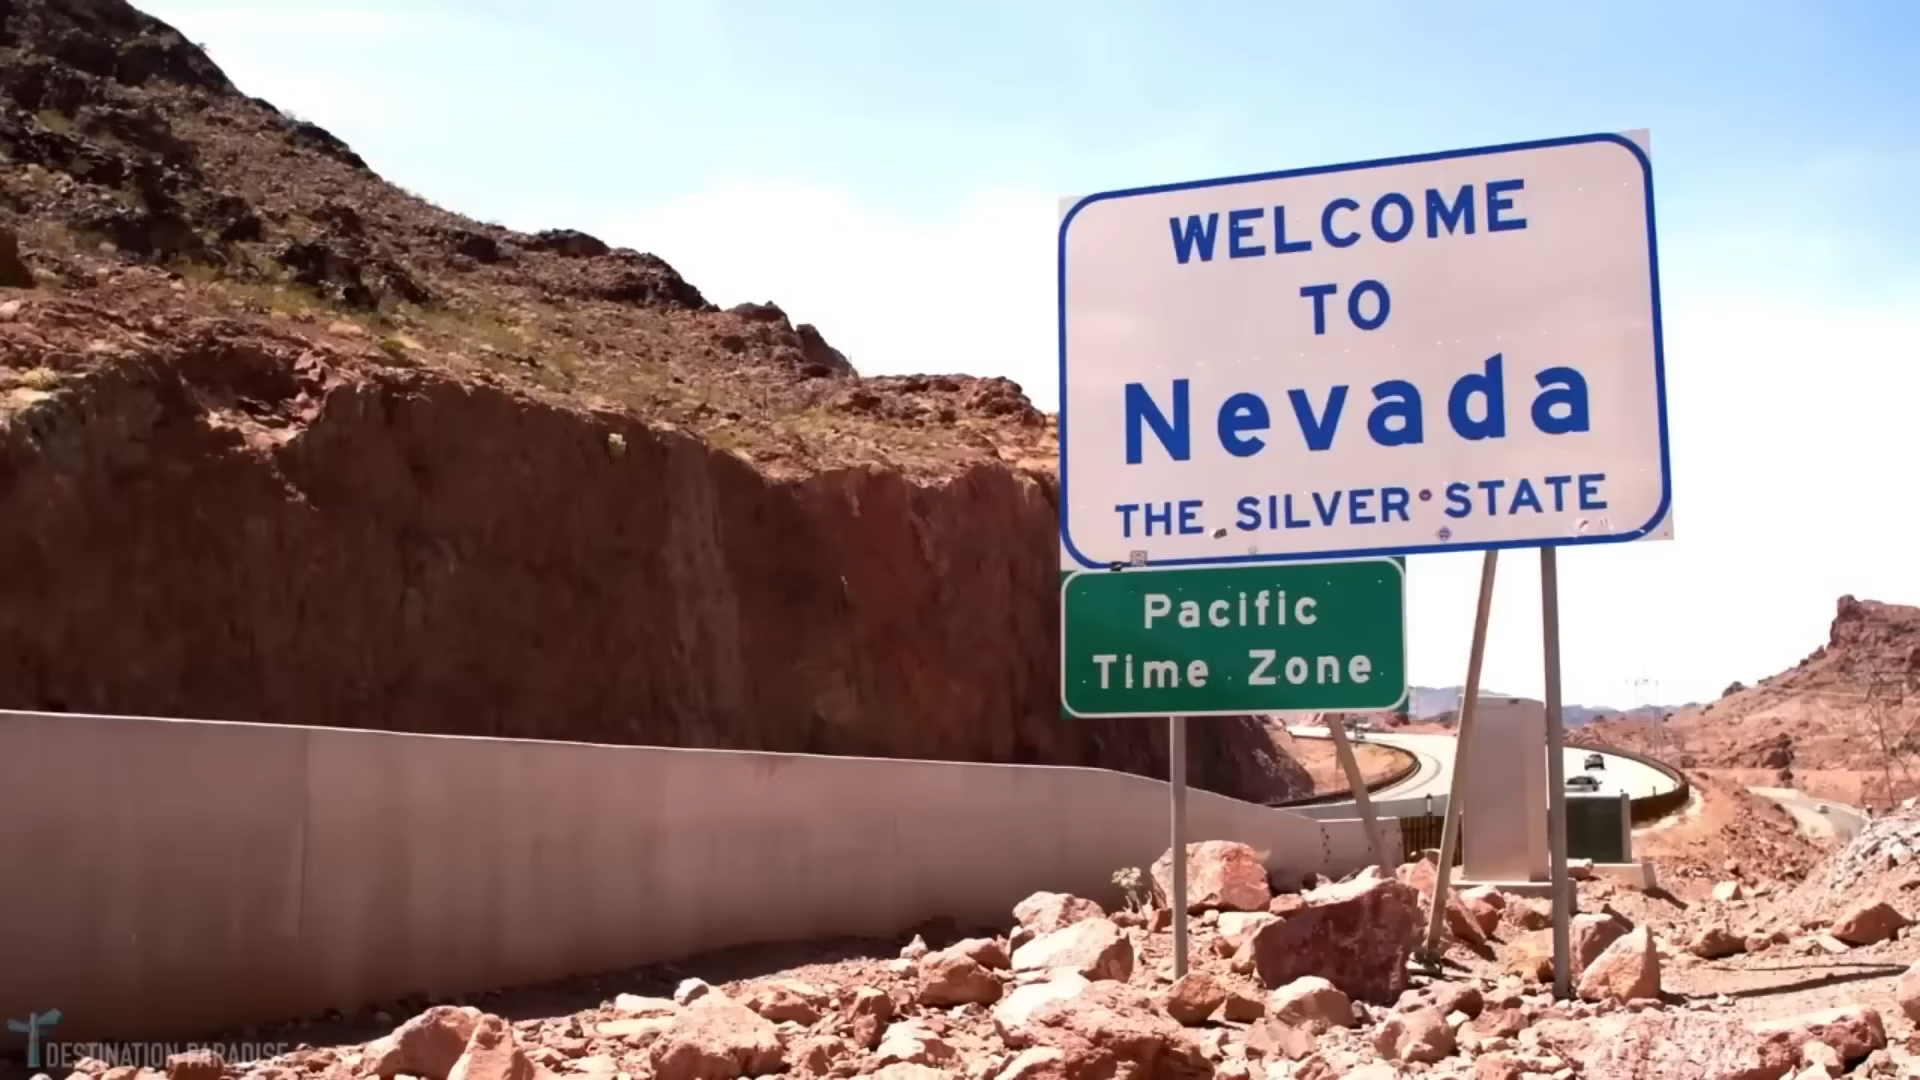 WELCOME
TO
Nevada
THE SILVER STATE
Pacific
Time Zone
DESTINATION PARADISE